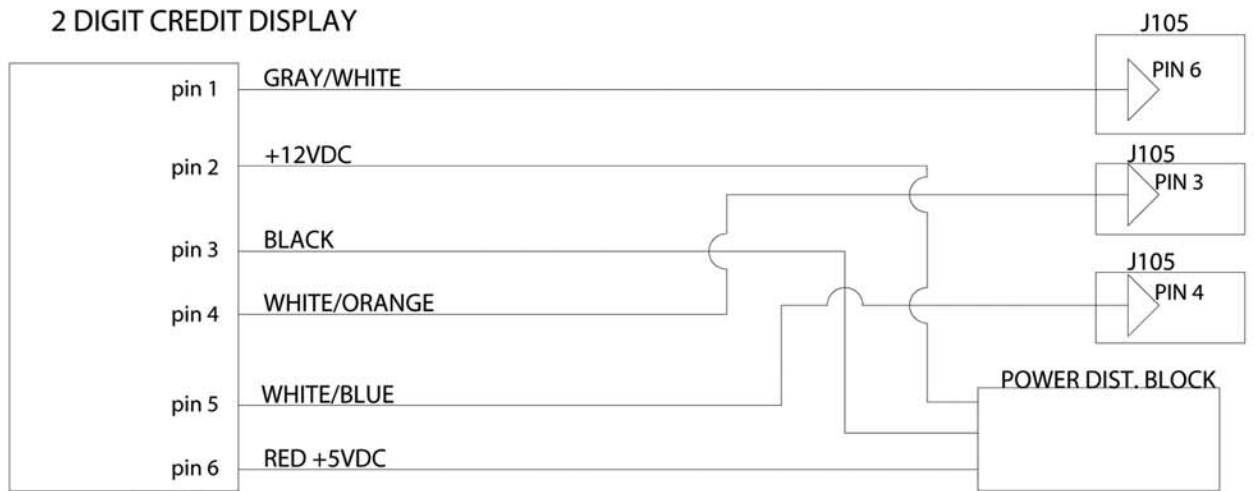 2 DIGIT CREDIT DISPLAY
J105
pin 1
GRAY/WHITE
PIN 6
pin 2
+12VDC
J105
PIN 3
pin 3
BLACK
J105
pin 4
WHITE/ORANGE
PIN 4
POWER DIST. BLOCK
pin 5
WHITE/BLUE
pin 6
RED +5VDC